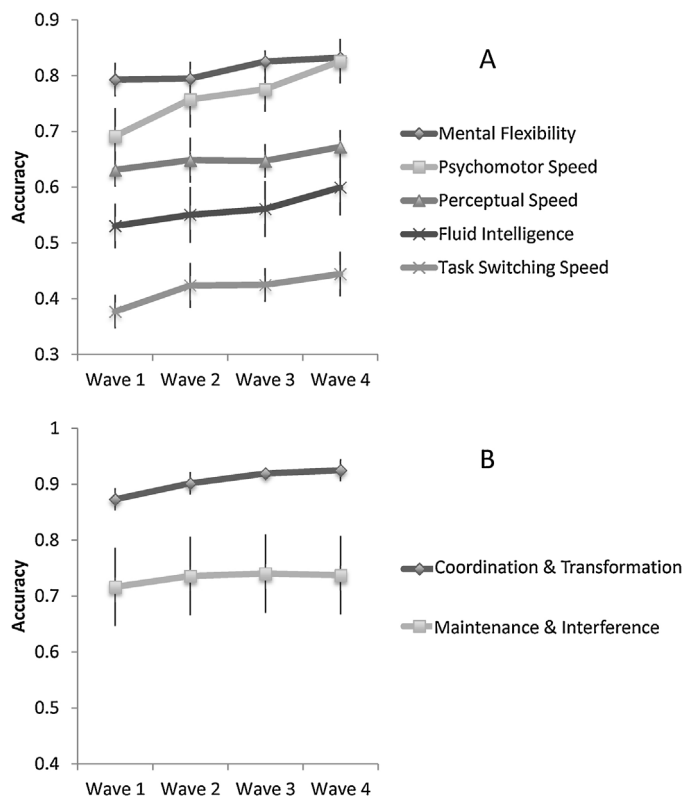 0.9
A
0.8
Mental Flexibility
0.7
Psychomotor Speed
Accuracy
0.6
Perceptual Speed
Fluid Intelligence
0.5
Task Switching Speed
0.4
0.3
Wave 1 Wave 2 Wave 3 Wave 4
1
B
0.9
0.8
Coordination & Transformation
Accuracy
0.7
Maintenance & Interference
0.6
0.5
0.4
Wave 1 Wave 2 Wave 3 Wave 4